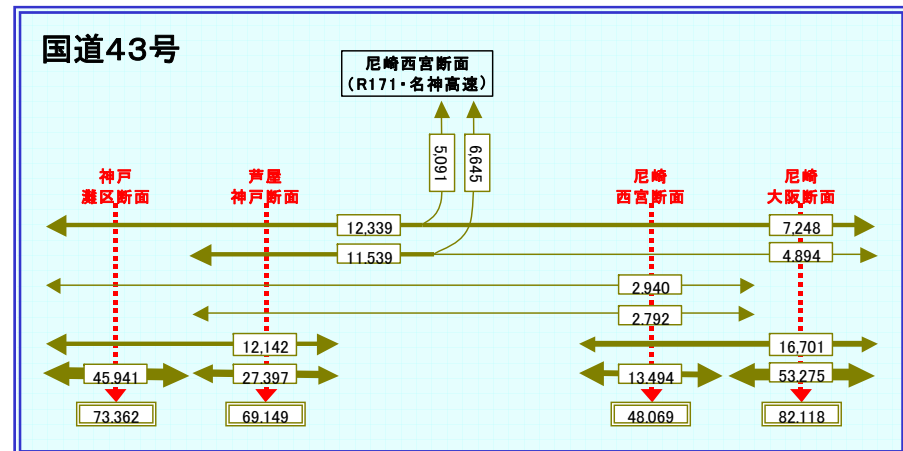 国道43号
尼崎西宮断面
(R171・名神高速)
5,091
6,645
神戸
灘区断面
芦屋
神戸断面
尼崎
西宮断面
尼崎
大阪断面
12,339
7,248
11,539
4,894
2,940
2,792
12,142
16,701
45,941
27,397
13,494
53,275
73,362
69,149
48,069
82,118